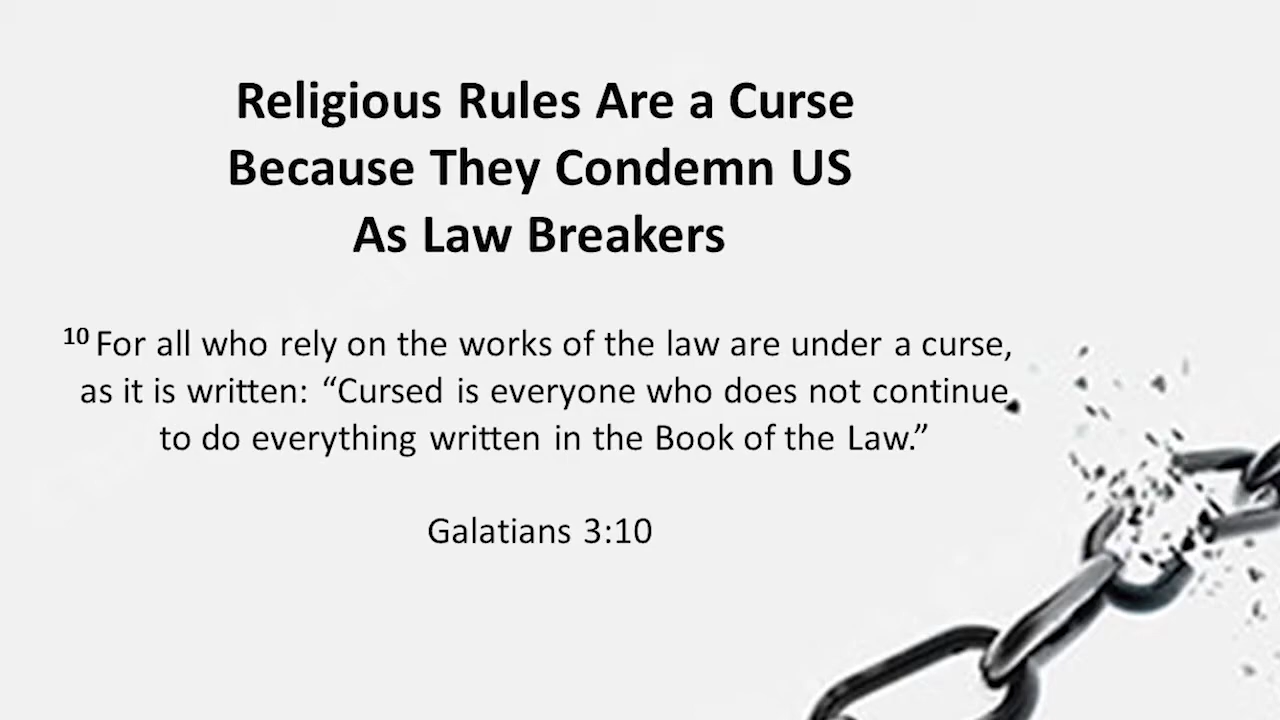 Religious Rules Are a Curse
Because They Condemn US
As Law Breakers
10 For all who rely on the works of the law are under a curse,
as it is written: “Cursed is everyone who does not continue
to do everything written in the Book of the Law.”
Galatians 3:10